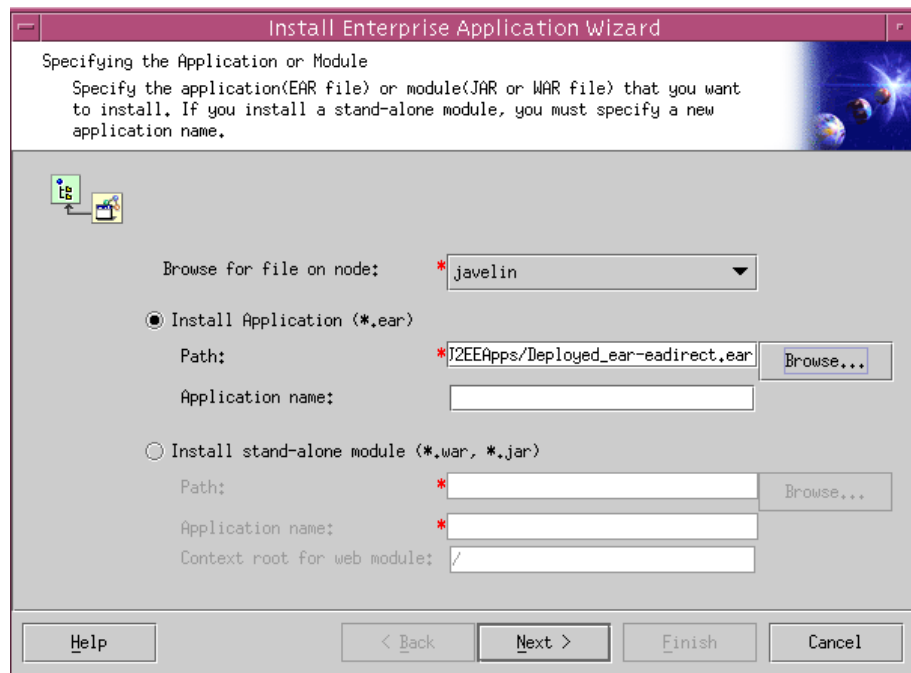 Install Enterprise Application Wizard
Specifying the Application or Module
Specify the application(EAR file) or module(JAR or WAR file) that you want
to install. If you install a stand-alone module, you must specify a new
application name.
Browse for file on node: * javelin
Install Application (*.ear)
Path: * J2EEApps/Deployed_ear-eadirect.ear Browse...
Application name:
Install stand-alone module (*.war, *.jar)
Path: * Browse...
Application name: *
Context root for web module: /
Help < Back Next > Finish Cancel